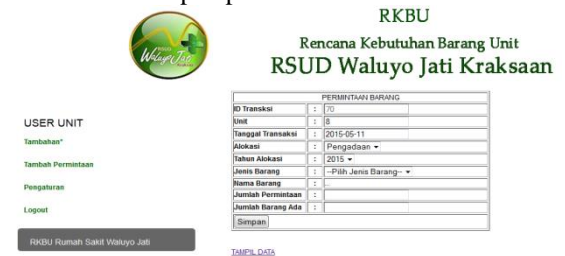 RKBU
Rencana Kebutuhan Barang Unit
RSUD Waluyo Jati Kraksaan
Waluyo Jati
USER UNIT
Tambahan*
Tambah Permintaan
Pengaturan
Logout
RKBU Rumah Sakit Waluyo Jati
PERMINTAAN BARANG
ID Transksi : 70
Unit : 8
Tanggal Transaksi : 2015-05-11
Alokasi : Pengadaan
Tahun Alokasi : 2015
Jenis Barang : --Pilih Jenis Barang--
Nama Barang : ..
Jumlah Permintaan :
Jumlah Barang Ada :
Simpan
TAMPIL DATA